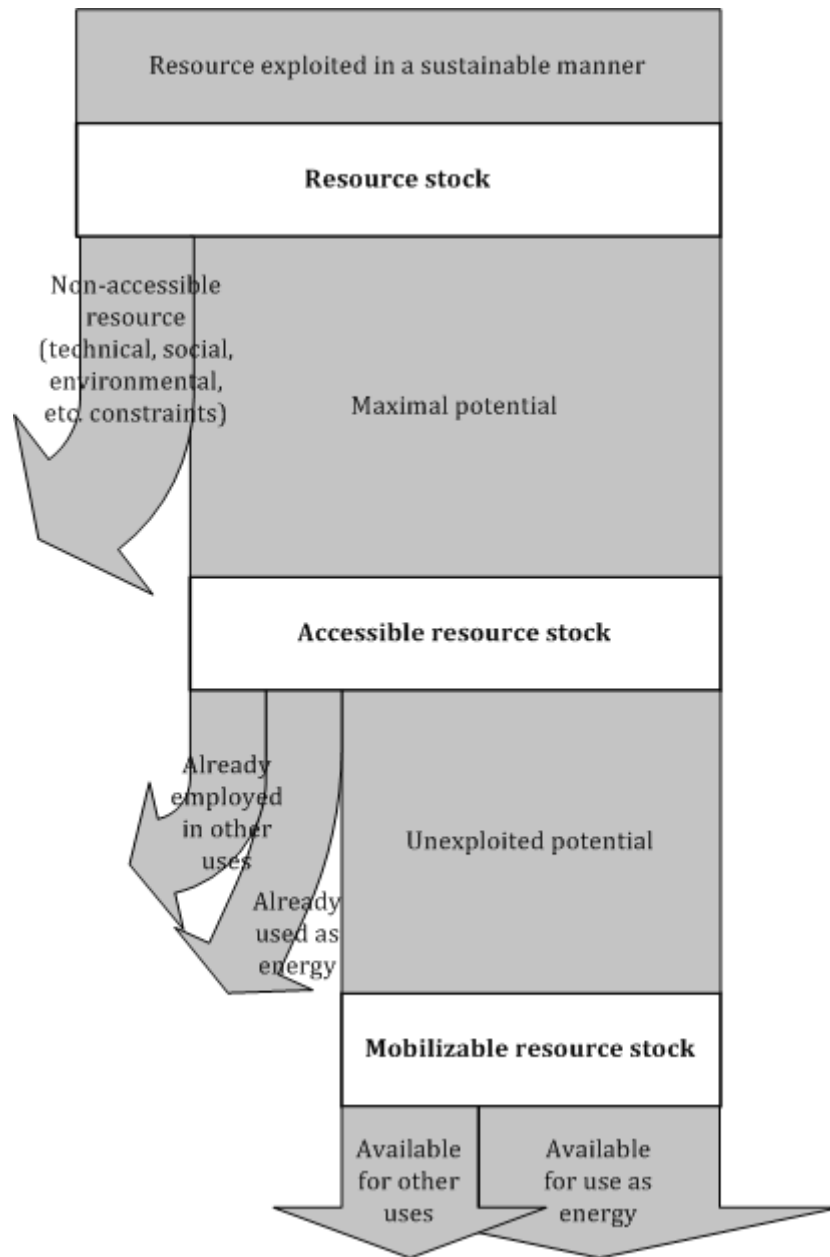 Resource exploited in a sustainable manner
Resource stock
Non-accessible
resource
(technical, social,
environmental,
etc. constraints)
Maximal potential
Accessible resource stock
Already
employed
in other
uses
Already
used as
energy
Unexploited potential
Mobilizable resource stock
Available
for other
uses
Available
for use as
energy